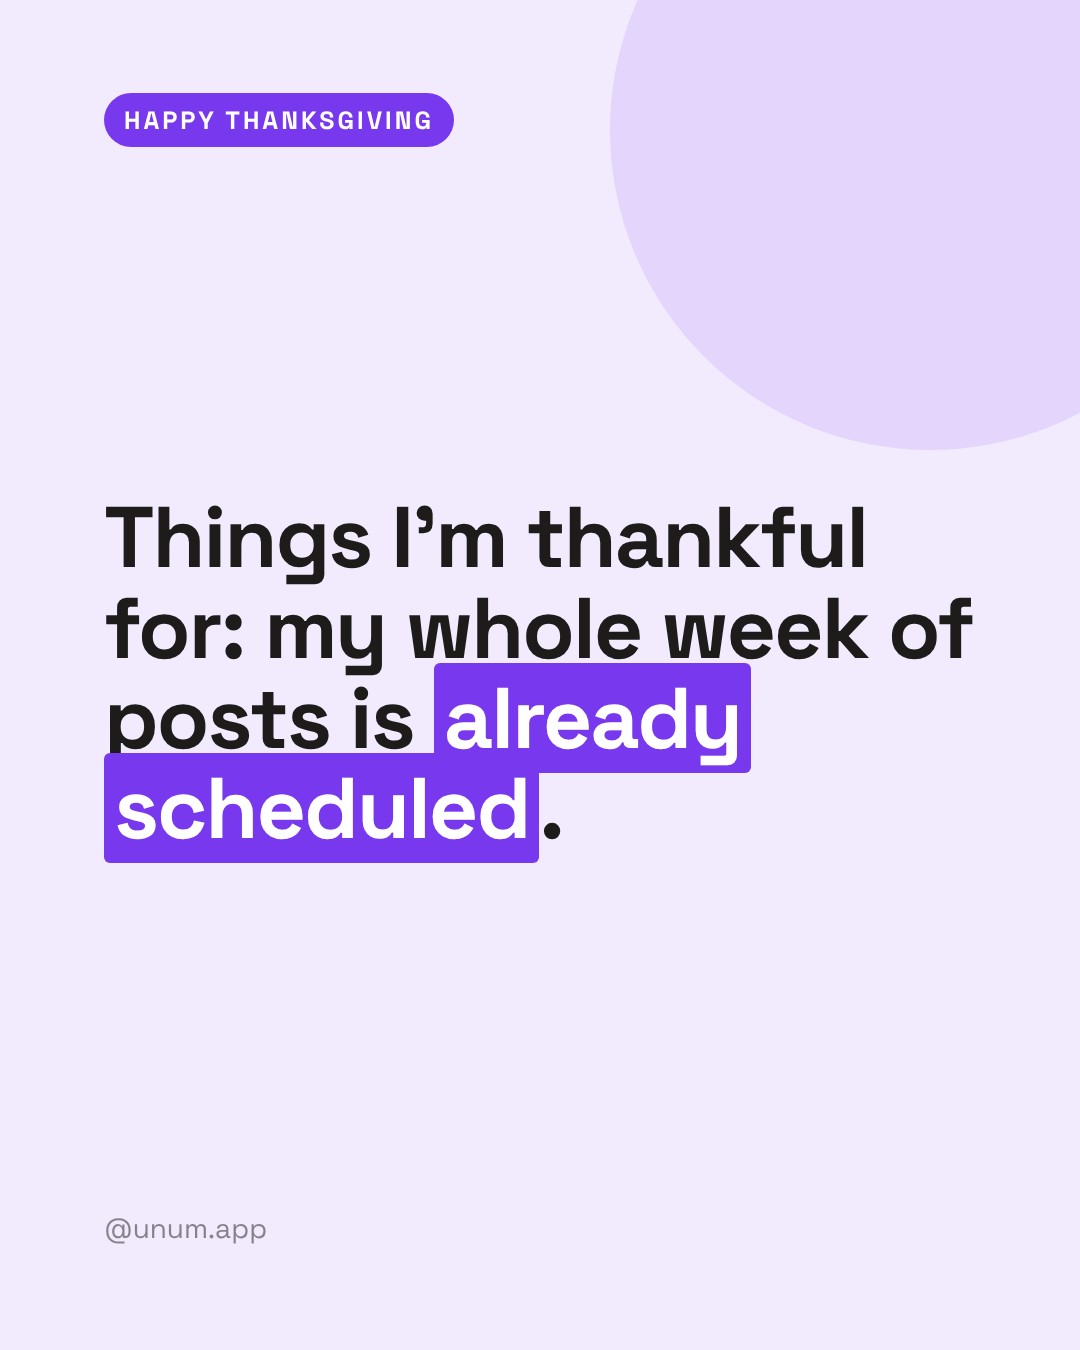 HAPPY THANKSGIVING
Things I’m thankful
for: my whole week of
posts is already
scheduled.
@unum.app